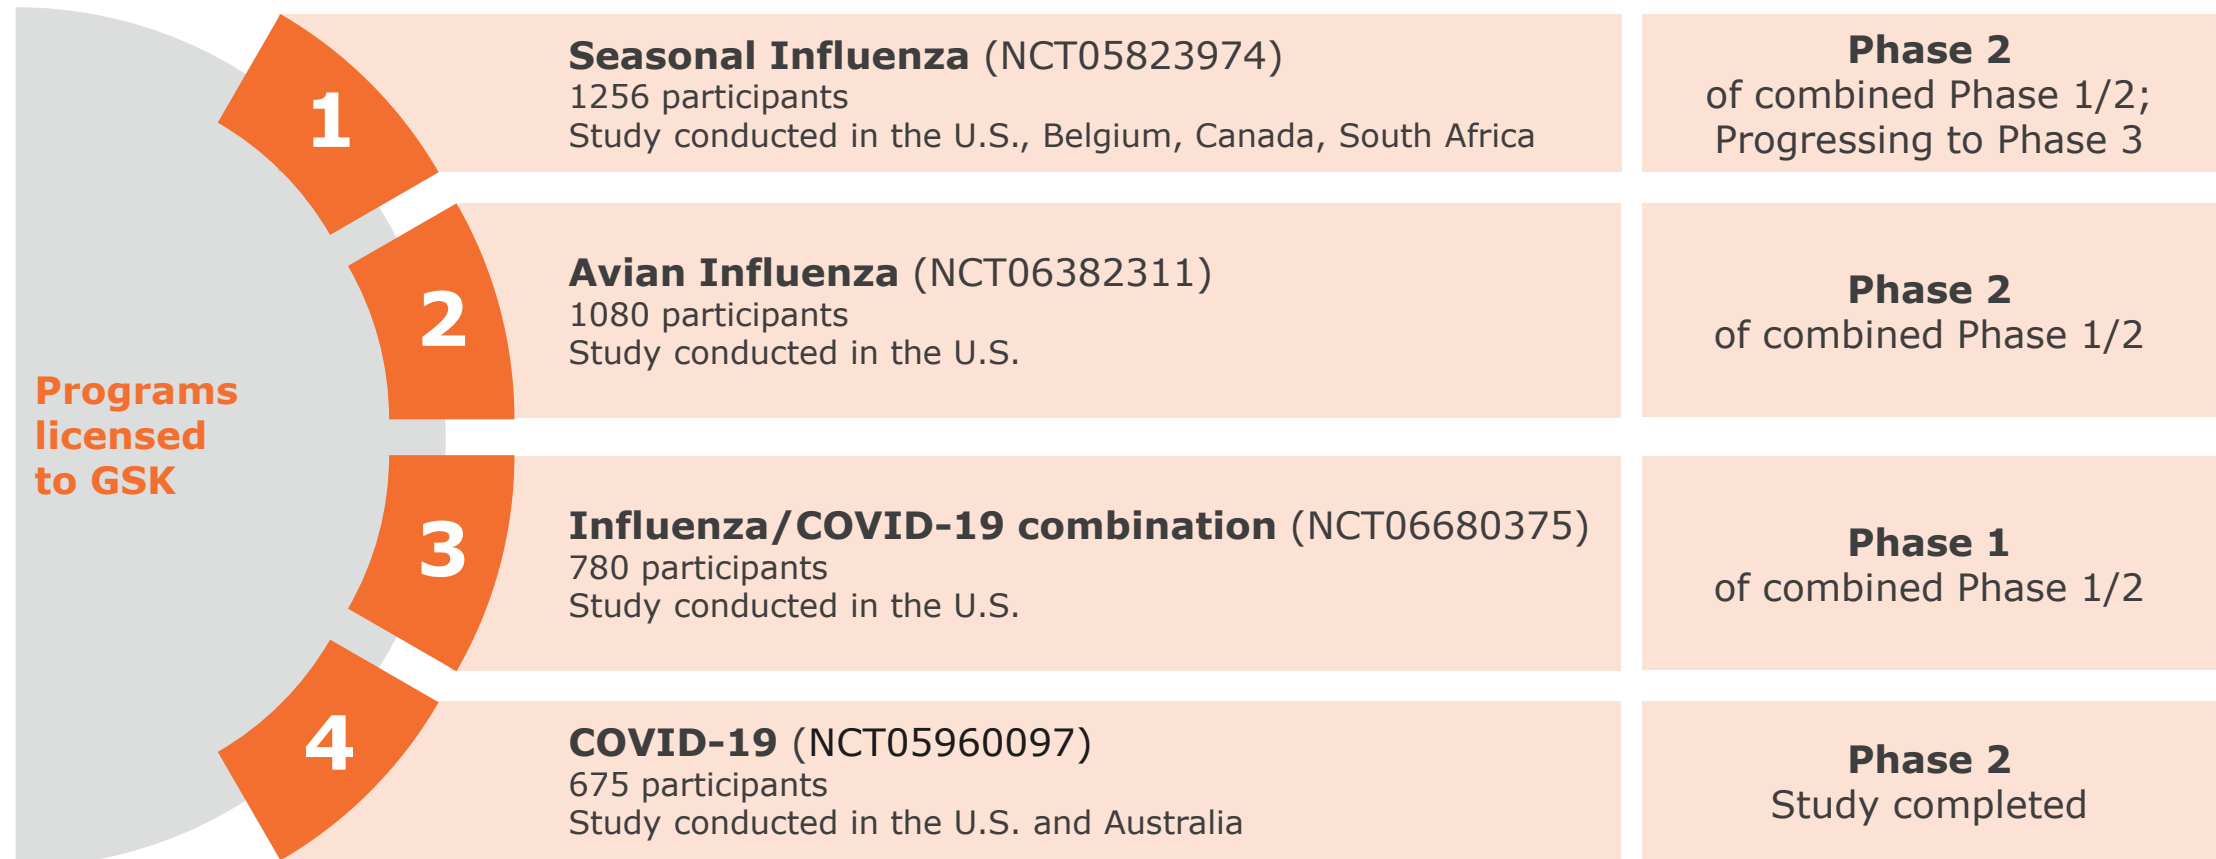 Programs
licensed
to GSK
1
Seasonal Influenza (NCT05823974)
1256 participants
Study conducted in the U.S., Belgium, Canada, South Africa
Phase 2
of combined Phase 1/2;
Progressing to Phase 3
2
Avian Influenza (NCT06382311)
1080 participants
Study conducted in the U.S.
Phase 2
of combined Phase 1/2
3
Influenza/COVID-19 combination (NCT06680375)
780 participants
Study conducted in the U.S.
Phase 1
of combined Phase 1/2
4
COVID-19 (NCT05960097)
675 participants
Study conducted in the U.S. and Australia
Phase 2
Study completed